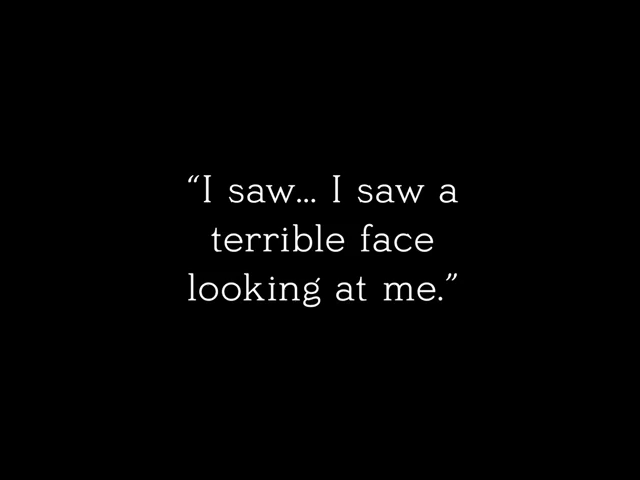 “I saw... I saw a
terrible face
looking at me.”